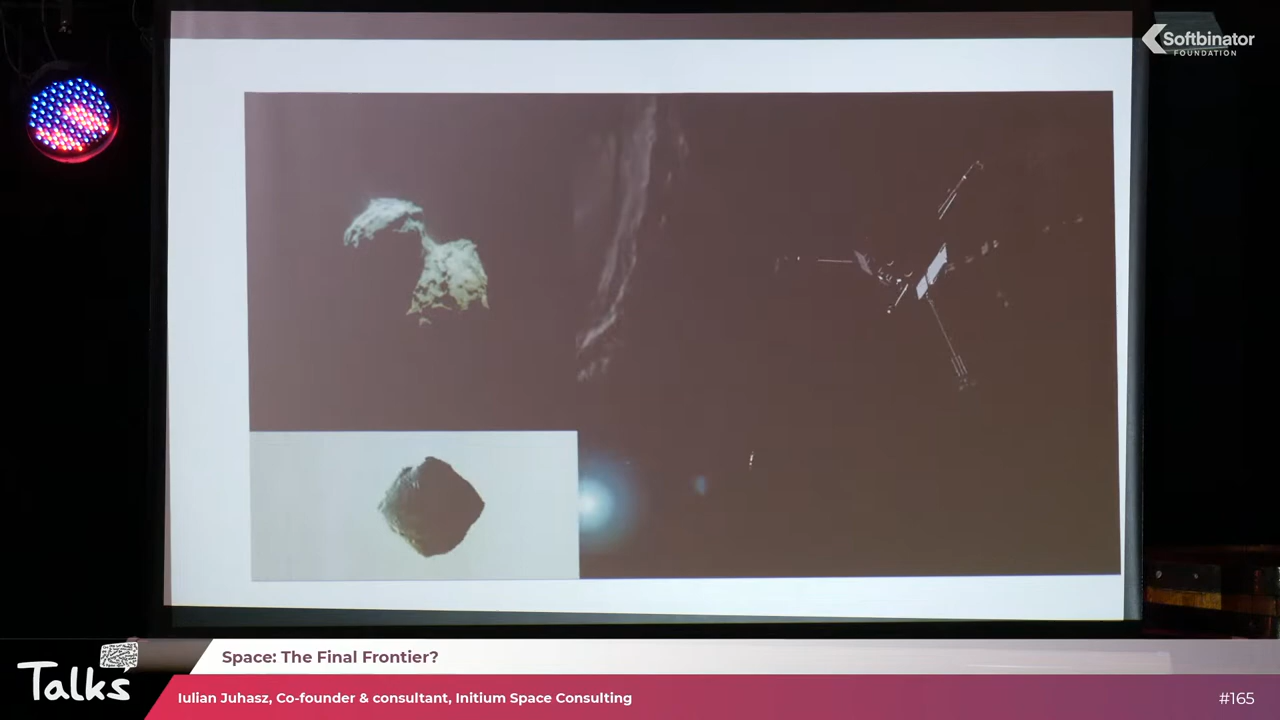 Softbinator
FOUNDATION
Space: The Final Frontier?
Talks
Iulian Juhasz, Co-founder & consultant, Initium Space Consulting
#165